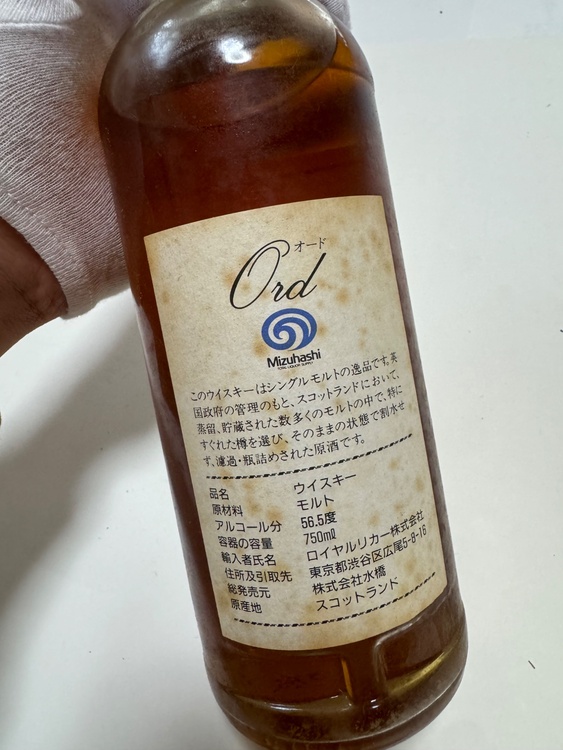 オード
Ord
Mizuhashi
TOTAL LIQUOR SUPPLY
このウイスキーはシングルモルトの逸品です。英
国政府の管理のもと、スコットランドにおいて、
蒸留、貯蔵された数多くのモルトの中で、特に
すぐれた樽を選び、そのままの状態で割水せ
ず、濾過・瓶詰めされた原酒です。
品名 ウイスキー
原材料 モルト
アルコール分 56.5度
容器の容量 750mℓ
輸入者氏名 ロイヤルリカー株式会社
住所及引取先 東京都渋谷区広尾5-8-16
総発売元 株式会社水橋
原産地 スコットランド